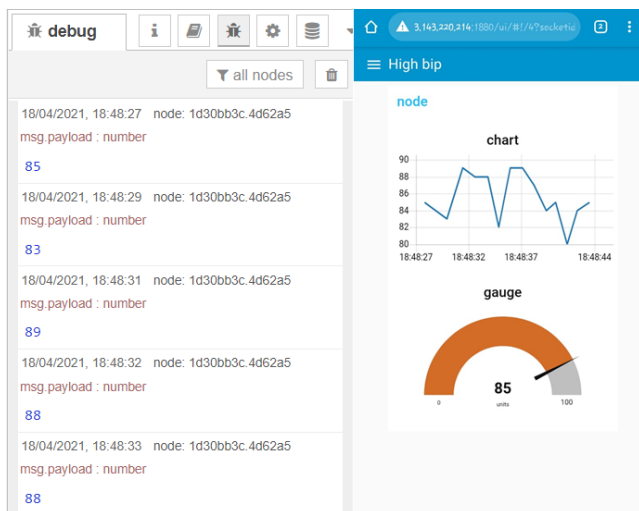 debug
i
all nodes
18/04/2021, 18:48:27 node: 1d30bb3c.4d62a5
msg.payload : number
85
18/04/2021, 18:48:29 node: 1d30bb3c.4d62a5
msg.payload : number
83
18/04/2021, 18:48:31 node: 1d30bb3c.4d62a5
msg.payload : number
89
18/04/2021, 18:48:32 node: 1d30bb3c.4d62a5
msg.payload : number
88
18/04/2021, 18:48:33 node: 1d30bb3c.4d62a5
msg.payload : number
88
3.143.220.214:1880/ui/#!/4?socketid
2
High bip
node
chart
90
88
86
84
82
80
18:48:27 18:48:32 18:48:37 18:48:44
gauge
85
units
0 100